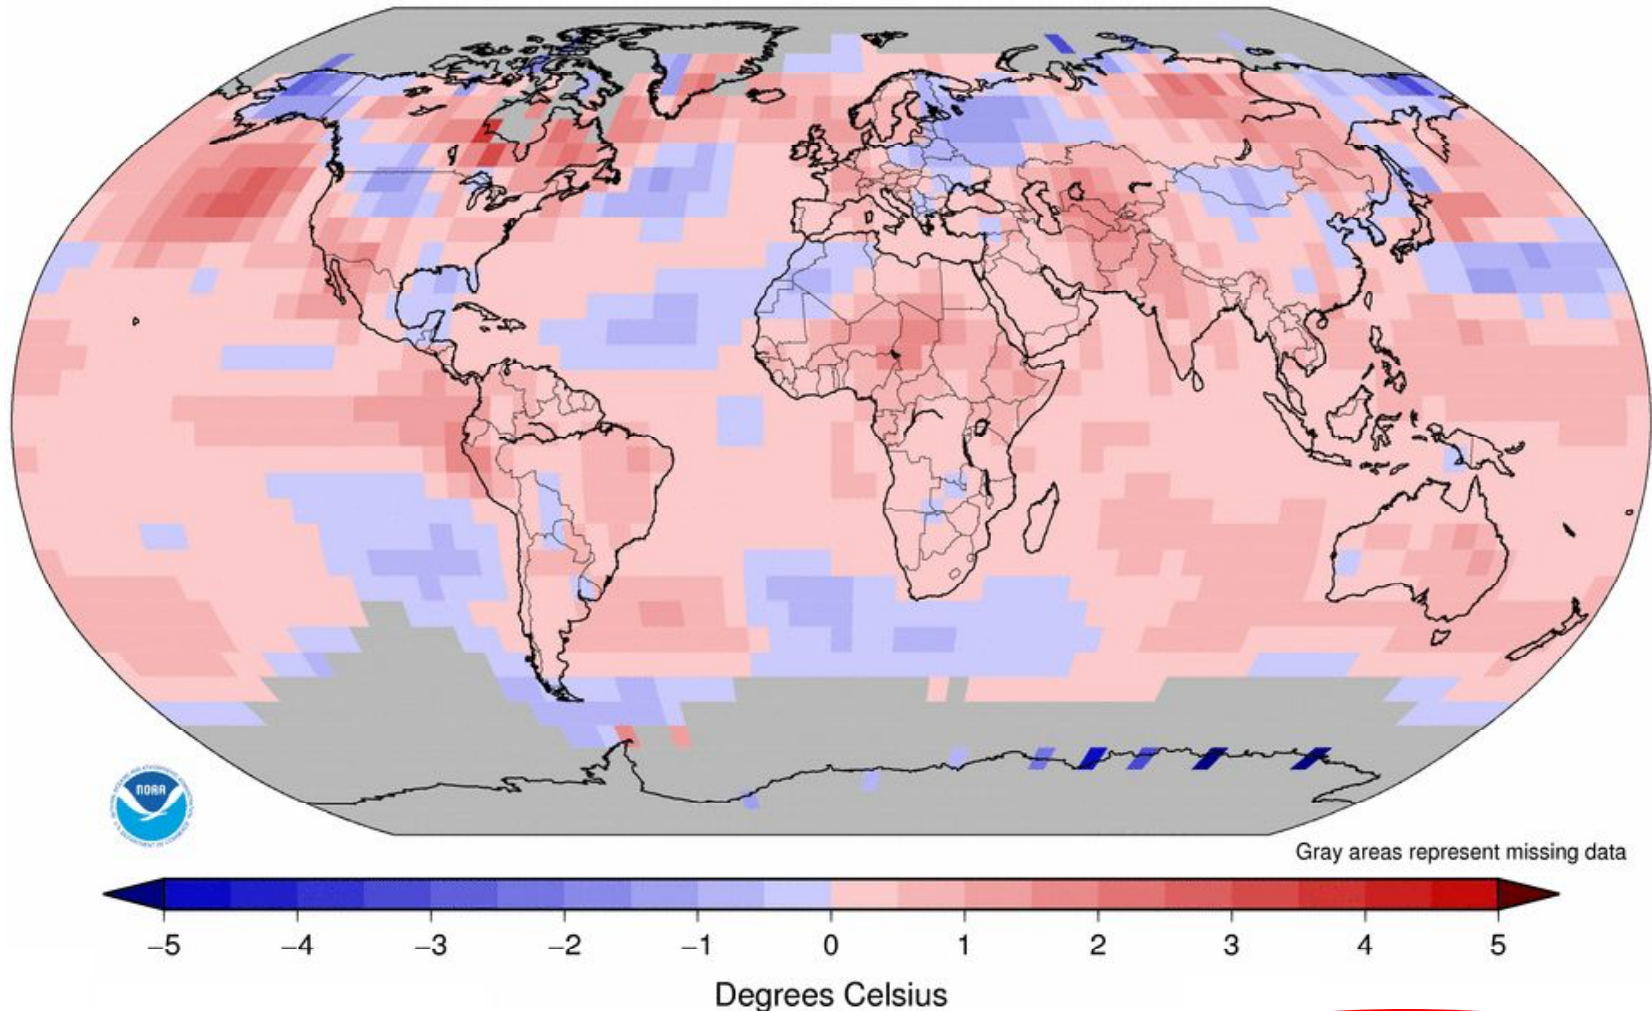 NOAA
Gray areas represent missing data
−5 −4 −3 −2 −1 0 1 2 3 4 5
Degrees Celsius